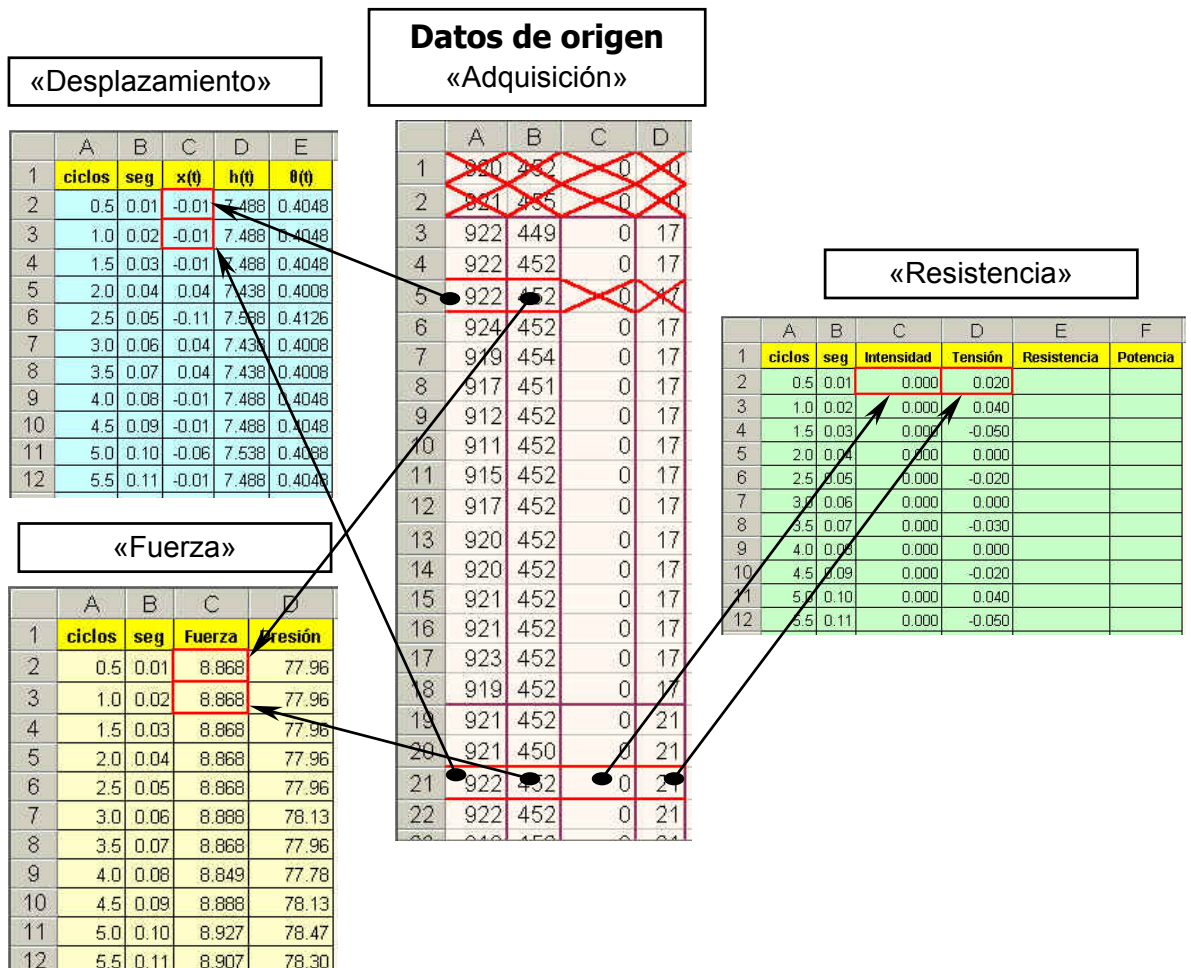 Datos de origen
«Adquisición»
«Desplazamiento»
A B C D E
1 ciclos seg x(t) h(t) θ(t)
2 0.5 0.01 -0.01 7.488 0.4048
3 1.0 0.02 -0.01 7.488 0.4048
4 1.5 0.03 -0.01 7.488 0.4048
5 2.0 0.04 0.04 7.438 0.4008
6 2.5 0.05 -0.11 7.588 0.4126
7 3.0 0.06 0.04 7.438 0.4008
8 3.5 0.07 0.04 7.438 0.4008
9 4.0 0.08 -0.01 7.488 0.4048
10 4.5 0.09 -0.01 7.488 0.4048
11 5.0 0.10 -0.06 7.538 0.4088
12 5.5 0.11 -0.01 7.488 0.4048
«Fuerza»
A B C D
1 ciclos seg Fuerza Presión
2 0.5 0.01 8.868 77.96
3 1.0 0.02 8.868 77.96
4 1.5 0.03 8.868 77.96
5 2.0 0.04 8.868 77.96
6 2.5 0.05 8.868 77.96
7 3.0 0.06 8.888 78.13
8 3.5 0.07 8.868 77.96
9 4.0 0.08 8.849 77.78
10 4.5 0.09 8.888 78.13
11 5.0 0.10 8.927 78.47
12 5.5 0.11 8.907 78.30
A B C D
1 920 452 0 0
2 921 455 0 0
3 922 449 0 17
4 922 452 0 17
5 922 452 0 17
6 924 452 0 17
7 919 454 0 17
8 917 451 0 17
9 912 452 0 17
10 911 452 0 17
11 915 452 0 17
12 917 452 0 17
13 920 452 0 17
14 920 452 0 17
15 921 452 0 17
16 921 452 0 17
17 923 452 0 17
18 919 452 0 17
19 921 452 0 21
20 921 450 0 21
21 922 452 0 21
22 922 452 0 21
«Resistencia»
A B C D E F
1 ciclos seg Intensidad Tensión Resistencia Potencia
2 0.5 0.01 0.000 0.020
3 1.0 0.02 0.000 0.040
4 1.5 0.03 0.000 -0.050
5 2.0 0.04 0.000 0.000
6 2.5 0.05 0.000 -0.020
7 3.0 0.06 0.000 0.000
8 3.5 0.07 0.000 -0.030
9 4.0 0.08 0.000 0.000
10 4.5 0.09 0.000 -0.020
11 5.0 0.10 0.000 0.040
12 5.5 0.11 0.000 -0.050